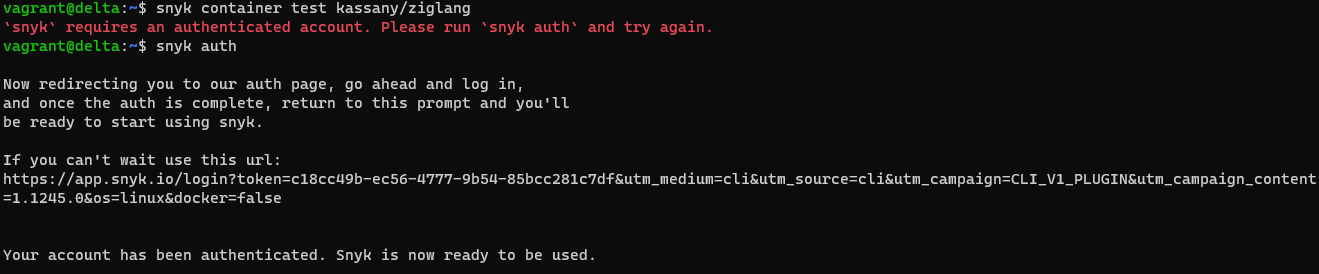 vagrant@delta:~$ snyk container test kassany/ziglang
`snyk` requires an authenticated account. Please run `snyk auth` and try again.
vagrant@delta:~$ snyk auth
Now redirecting you to our auth page, go ahead and log in,
and once the auth is complete, return to this prompt and you'll
be ready to start using snyk.
If you can't wait use this url:
https://app.snyk.io/login?token=c18cc49b-ec56-4777-9b54-85bcc281c7df&utm_medium=cli&utm_source=cli&utm_campaign=CLI_V1_PLUGIN&utm_campaign_content
=1.1245.0&os=linux&docker=false
Your account has been authenticated. Snyk is now ready to be used.